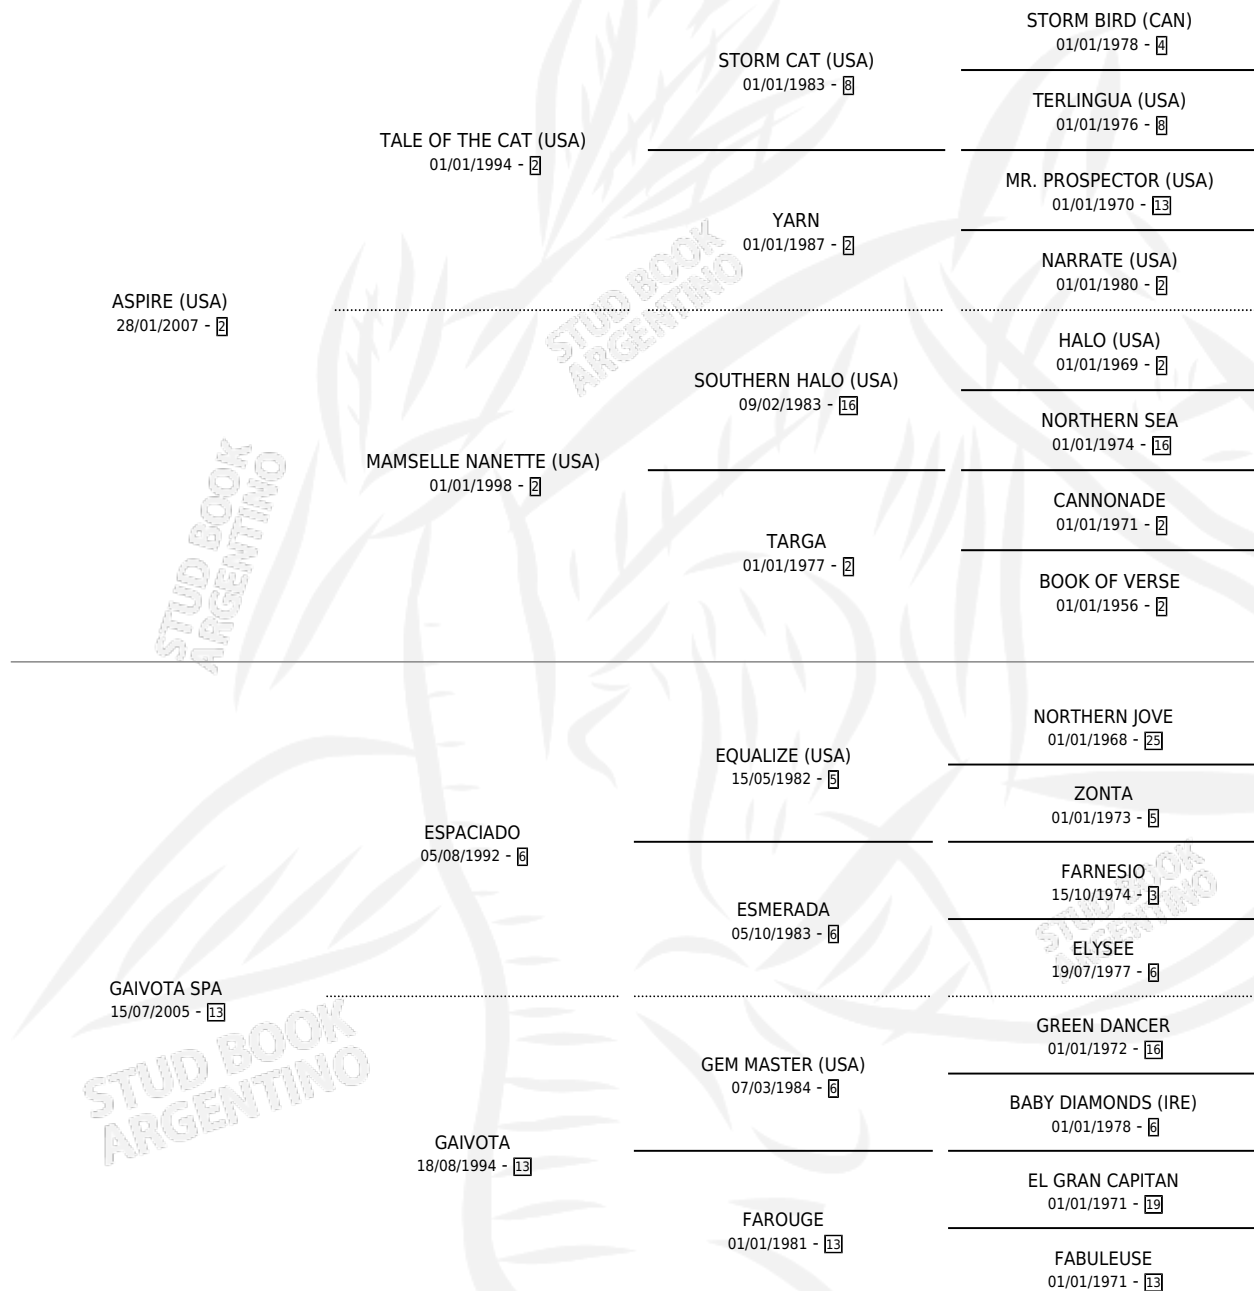 STORM BIRD (CAN)
01/01/1978 - 4
STORM CAT (USA)
01/01/1983 - 8
TERLINGUA (USA)
01/01/1976 - 8
TALE OF THE CAT (USA)
01/01/1994 - 2
MR. PROSPECTOR (USA)
01/01/1970 - 13
YARN
01/01/1987 - 2
NARRATE (USA)
01/01/1980 - 2
ASPIRE (USA)
28/01/2007 - 2
HALO (USA)
01/01/1969 - 2
SOUTHERN HALO (USA)
09/02/1983 - 16
NORTHERN SEA
01/01/1974 - 16
MAMSELLE NANETTE (USA)
01/01/1998 - 2
CANNONADE
01/01/1971 - 2
TARGA
01/01/1977 - 2
BOOK OF VERSE
01/01/1956 - 2
NORTHERN JOVE
01/01/1968 - 25
EQUALIZE (USA)
15/05/1982 - 5
ZONTA
01/01/1973 - 5
ESPACIADO
05/08/1992 - 6
FARNESIO
15/10/1974 - 3
ESMERADA
05/10/1983 - 6
ELYSEE
19/07/1977 - 6
GAIVOTA SPA
15/07/2005 - 13
GREEN DANCER
01/01/1972 - 16
GEM MASTER (USA)
07/03/1984 - 6
BABY DIAMONDS (IRE)
01/01/1978 - 6
GAIVOTA
18/08/1994 - 13
EL GRAN CAPITAN
01/01/1971 - 19
FAROUGE
01/01/1981 - 13
FABULEUSE
01/01/1971 - 13
STUD BOOK
ARGENTINO
STUD BOOK
ARGENTINO
STUD BOOK
ARGENTINO
STUD BOOK
ARGENTINO